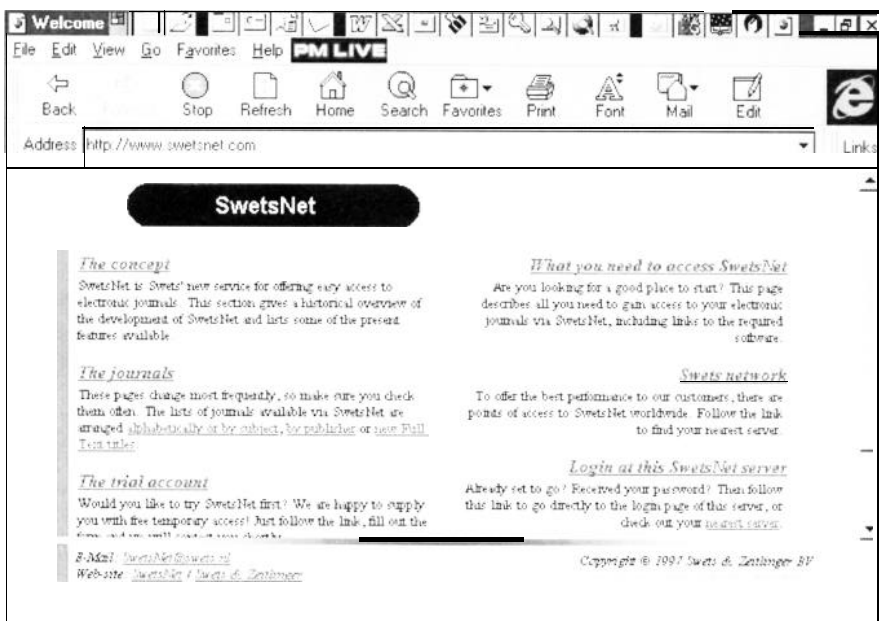 Welcome
File Edit View Go Favorites Help PM LIVE
Back Stop Refresh Home Search Favorites Print Font Mail Edit
Address http://www.swetsnet.com Links
SwetsNet
The concept
SwetsNet is Swets' new service for offering easy access to
electronic journals. This section gives a historical overview of
the development of SwetsNet and lists some of the present
features available
The journals
These pages change most frequently, so make sure you check
them often. The lists of journals available via SwetsNet are
arranged alphabetically or by subject, by publisher or new Full
Text titles.
The trial account
Would you like to try SwetsNet first? We are happy to supply
you with free temporary access! Just follow the link, fill out the
form and we will contact you shortly
What you need to access SwetsNet
Are you looking for a good place to start? This page
describes all you need to gain access to your electronic
journals via SwetsNet, including links to the required
software.
Swets network
To offer the best performance to our customers, there are
points of access to SwetsNet worldwide. Follow the link
to find your nearest server.
Login at this SwetsNet server
Already set to go? Received your password? Then follow
this link to go directly to the login page of this server, or
check out your nearest server.
E-Mail: SwetsNet@swets.nl
Web-site: SwetsNet / Swets & Zeitlinger
Copyright © 1997 Swets & Zeitlinger BV